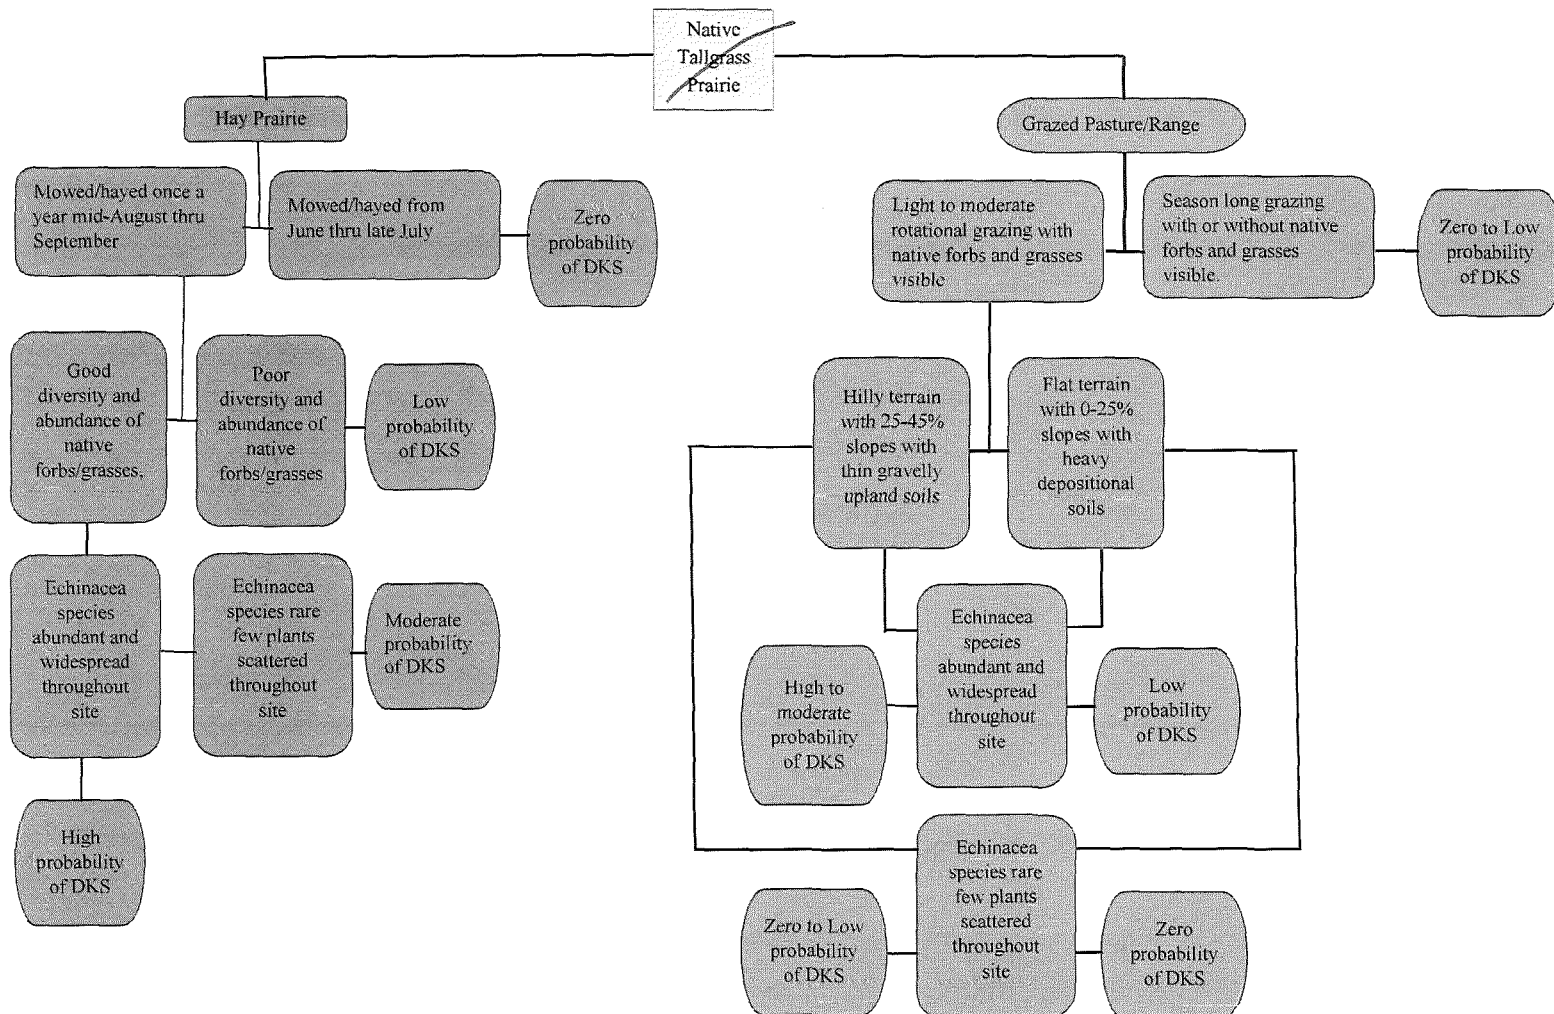 Native
Tallgrass
Prairie
Hay Prairie
Mowed/hayed once a
year mid-August thru
September
Mowed/hayed from
June thru late July
Zero
probability
of DKS
Good
diversity and
abundance of
native
forbs/grasses,
Poor
diversity and
abundance of
native
forbs/grasses
Low
probability
of DKS
Echinacea
species
abundant and
widespread
throughout
site
Echinacea
species rare
few plants
scattered
throughout
site
Moderate
probability
of DKS
High
probability
of DKS
Grazed Pasture/Range
Light to moderate
rotational grazing with
native forbs and grasses
visible
Season long grazing
with or without native
forbs and grasses
visible.
Zero to Low
probability
of DKS
Hilly terrain
with 25-45%
slopes with
thin gravelly
upland soils
Flat terrain
with 0-25%
slopes with
heavy
depositional
soils
Echinacea
species
abundant and
widespread
throughout
site
High to
moderate
probability
of DKS
Low
probability
of DKS
Echinacea
species rare
few plants
scattered
throughout
site
Zero to Low
probability
of DKS
Zero
probability
of DKS